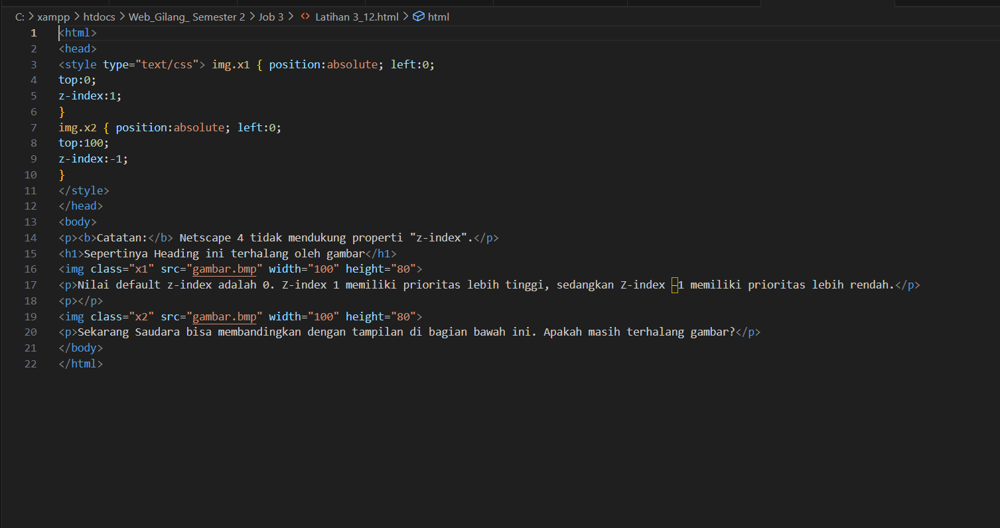 C: > xampp > htdocs > Web_Gilang_ Semester 2 > Job 3 > <> Latihan 3_12.html > html
1 <html>
2 <head>
3 <style type="text/css"> img.x1 { position:absolute; left:0;
4 top:0;
5 z-index:1;
6 }
7 img.x2 { position:absolute; left:0;
8 top:100;
9 z-index:-1;
10 }
11 </style>
12 </head>
13 <body>
14 <p><b>Catatan:</b> Netscape 4 tidak mendukung properti "z-index".</p>
15 <h1>Sepertinya Heading ini terhalang oleh gambar</h1>
16 <img class="x1" src="gambar.bmp" width="100" height="80">
17 <p>Nilai default z-index adalah 0. Z-index 1 memiliki prioritas lebih tinggi, sedangkan Z-index –1 memiliki prioritas lebih rendah.</p>
18 <p></p>
19 <img class="x2" src="gambar.bmp" width="100" height="80">
20 <p>Sekarang Saudara bisa membandingkan dengan tampilan di bagian bawah ini. Apakah masih terhalang gambar?</p>
21 </body>
22 </html>